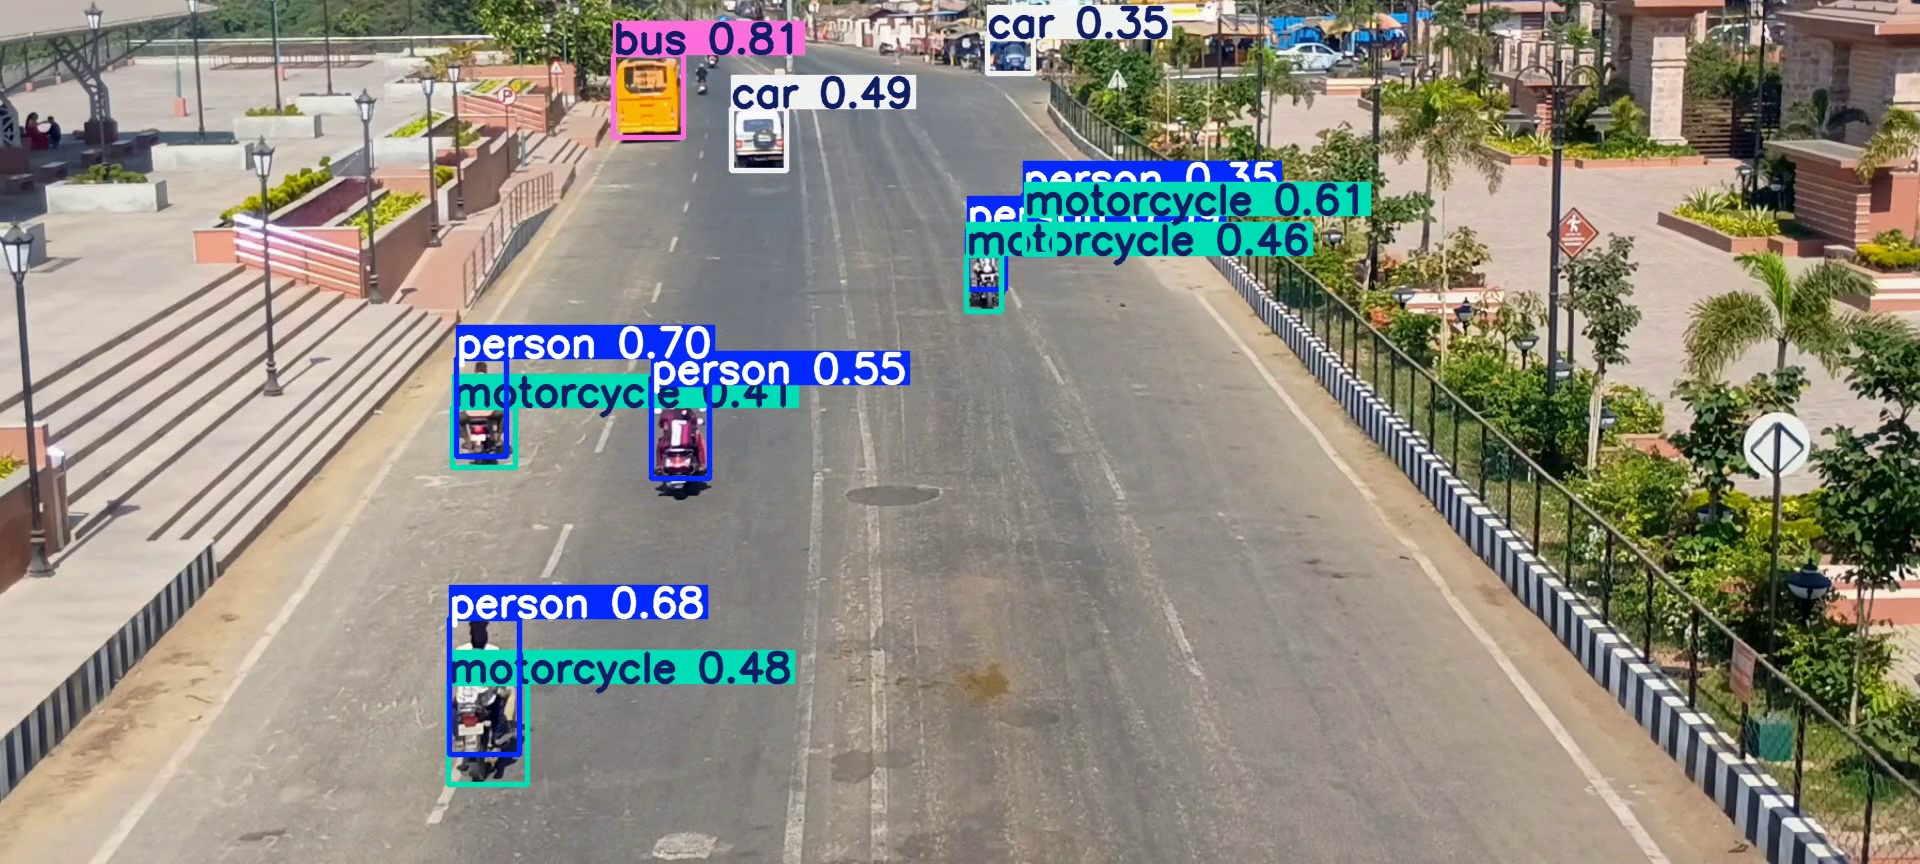 car 0.35
bus 0.81
car 0.49
person 0.35
motorcycle 0.61
motorcycle 0.46
person 0.70
person 0.55
motorcycle 0.41
person 0.68
motorcycle 0.48